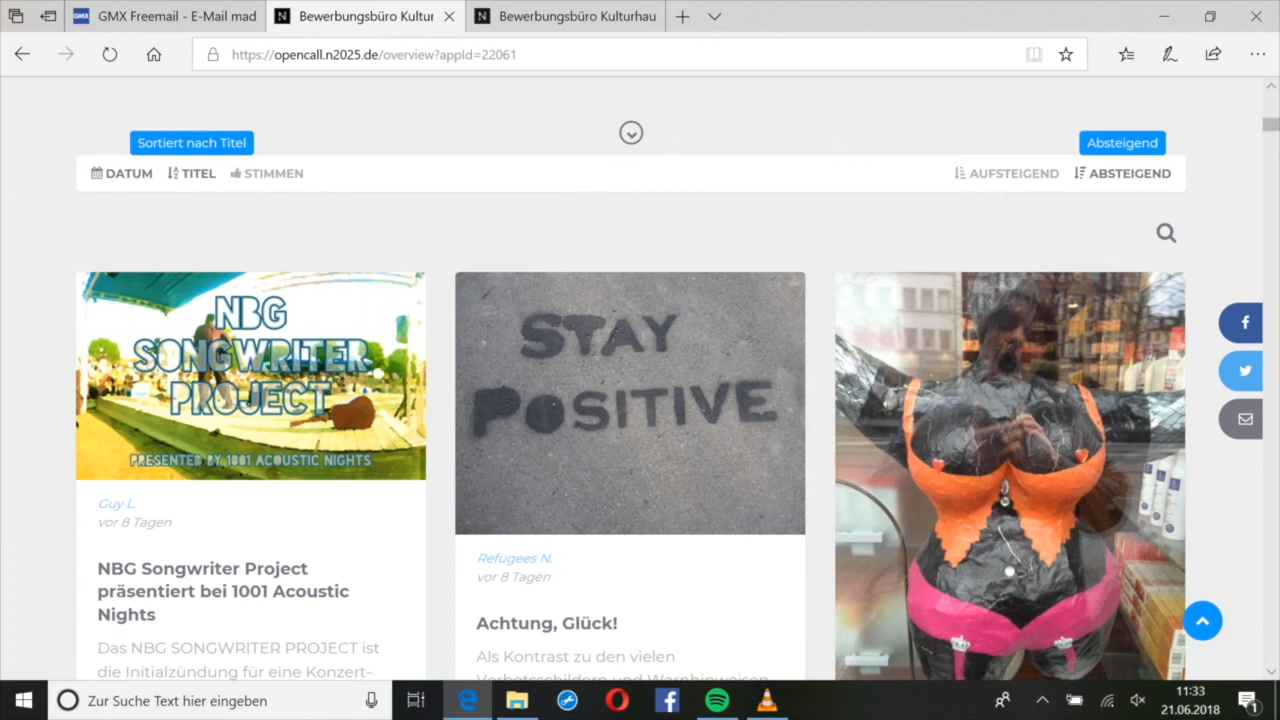 GMX Freemail - E-Mail mad
Bewerbungsbüro Kultur
Bewerbungsbüro Kulturhau
https://opencall.n2025.de/overview?appId=22061
Sortiert nach Titel
Absteigend
DATUM TITEL STIMMEN
AUFSTEIGEND ABSTEIGEND
NBG
SONGWRITER
PROJECT
PRESENTED BY 1001 ACOUSTIC NIGHTS
Guy L.
vor 8 Tagen
NBG Songwriter Project
präsentiert bei 1001 Acoustic
Nights
Das NBG SONGWRITER PROJECT ist
die Initialzündung für eine Konzert-
STAY
POSITIVE
Refugees N.
vor 8 Tagen
Achtung, Glück!
Als Kontrast zu den vielen
Verbotsschildern und Warnhinweisen
Zur Suche Text hier eingeben
11:33
21.06.2018
1